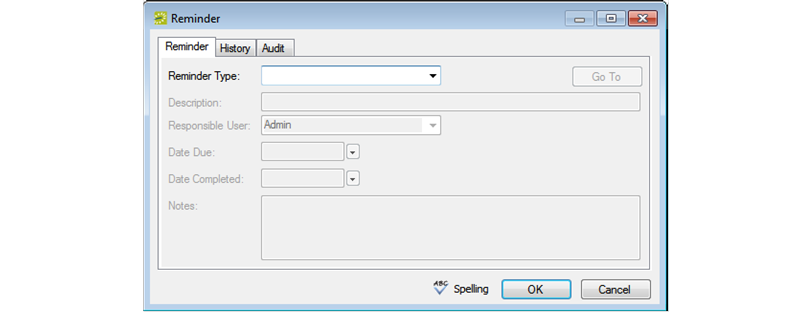 Reminder
Reminder History Audit
Reminder Type: Go To
Description:
Responsible User: Admin
Date Due:
Date Completed:
Notes:
ABC Spelling OK Cancel